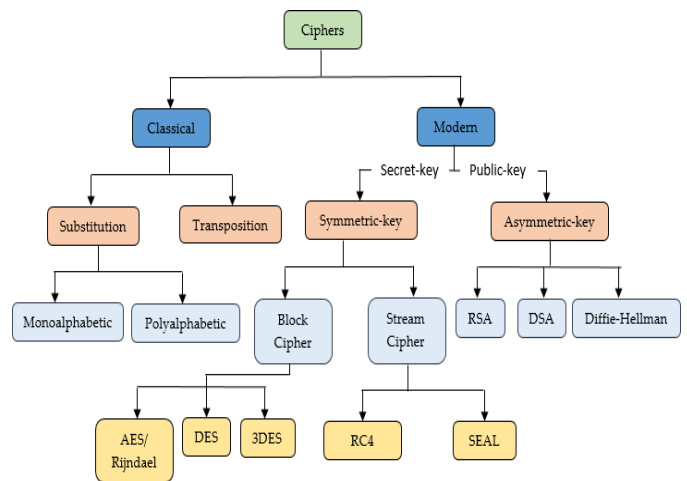 Ciphers
Classical
Modern
Secret-key
Public-key
Substitution
Transposition
Symmetric-key
Asymmetric-key
Monoalphabetic
Polyalphabetic
Block
Cipher
Stream
Cipher
RSA
DSA
Diffie-Hellman
AES/
Rijndael
DES
3DES
RC4
SEAL